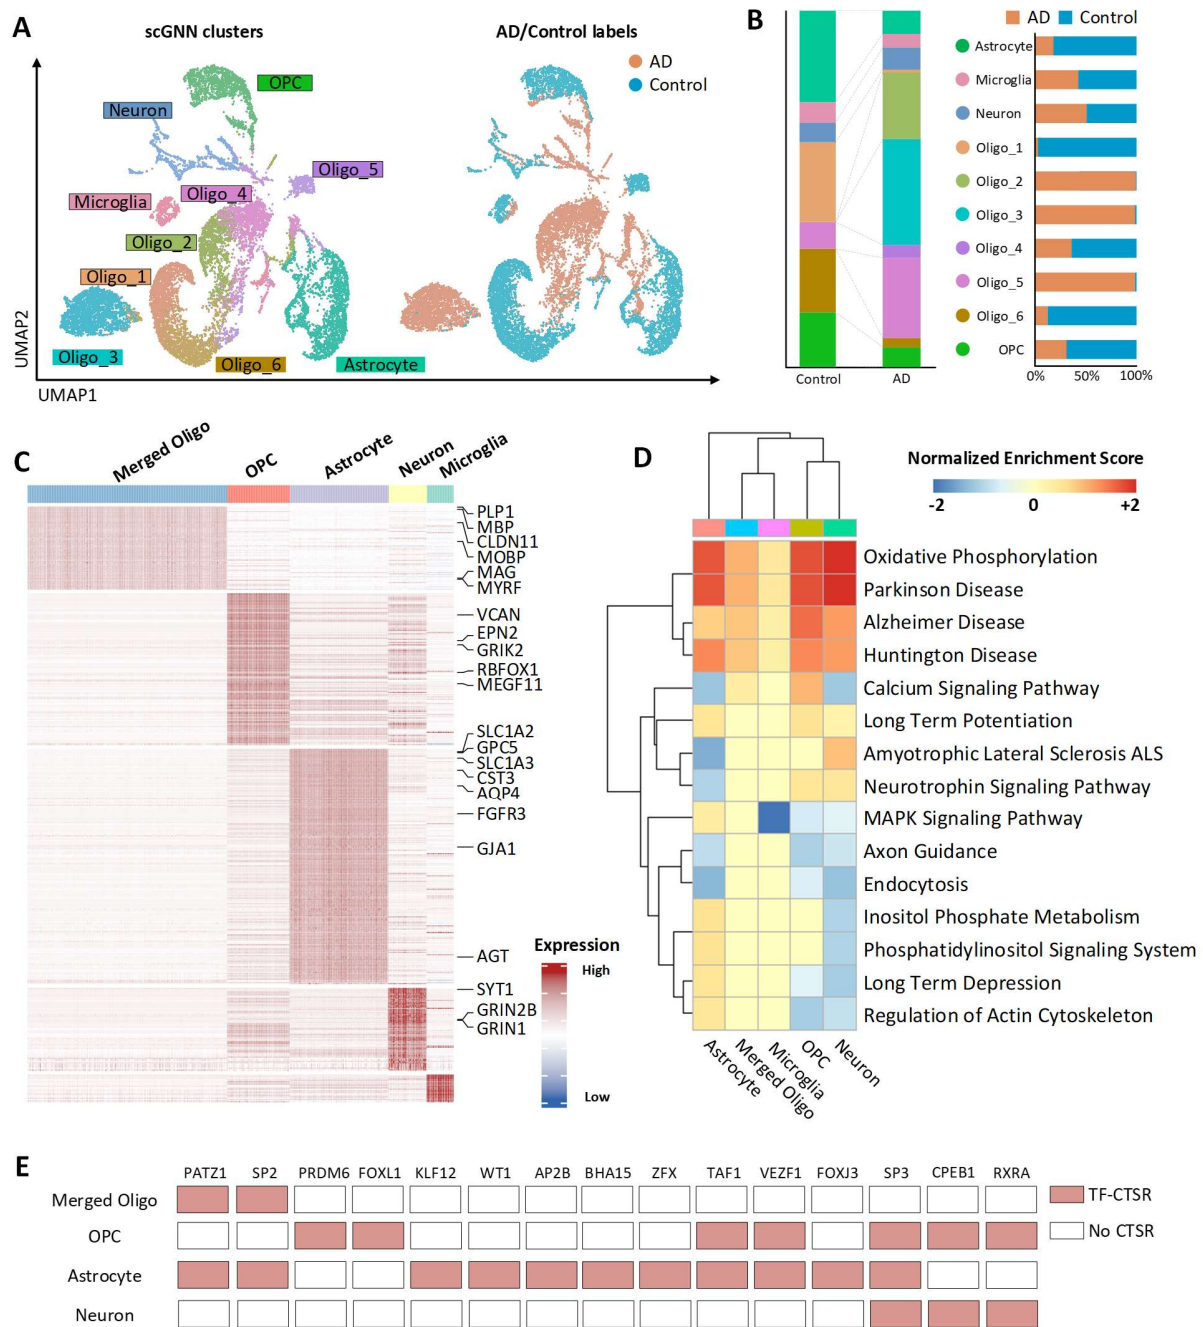 A
scGNN clusters
AD/Control labels
AD
Control
OPC
Neuron
Oligo_5
Oligo_4
Microglia
Oligo_2
Oligo_1
Oligo_3
Oligo_6
Astrocyte
UMAP2
UMAP1
B
AD Control
Astrocyte
Microglia
Neuron
Oligo_1
Oligo_2
Oligo_3
Oligo_4
Oligo_5
Oligo_6
OPC
Control AD
0% 50% 100%
C
Merged Oligo OPC Astrocyte Neuron Microglia
PLP1
MBP
CLDN11
MOBP
MAG
MYRF
VCAN
EPN2
GRIK2
RBFOX1
MEGF11
SLC1A2
GPC5
SLC1A3
CST3
AQP4
FGFR3
GJA1
AGT
SYT1
GRIN2B
GRIN1
Expression
High
Low
D
Normalized Enrichment Score
-2 0 +2
Oxidative Phosphorylation
Parkinson Disease
Alzheimer Disease
Huntington Disease
Calcium Signaling Pathway
Long Term Potentiation
Amyotrophic Lateral Sclerosis ALS
Neurotrophin Signaling Pathway
MAPK Signaling Pathway
Axon Guidance
Endocytosis
Inositol Phosphate Metabolism
Phosphatidylinositol Signaling System
Long Term Depression
Regulation of Actin Cytoskeleton
Astrocyte Merged Oligo Microglia OPC Neuron
E
PATZ1 SP2 PRDM6 FOXL1 KLF12 WT1 AP2B BHA15 ZFX TAF1 VEZF1 FOXJ3 SP3 CPEB1 RXRA
Merged Oligo
OPC
Astrocyte
Neuron
TF-CTSR
No CTSR